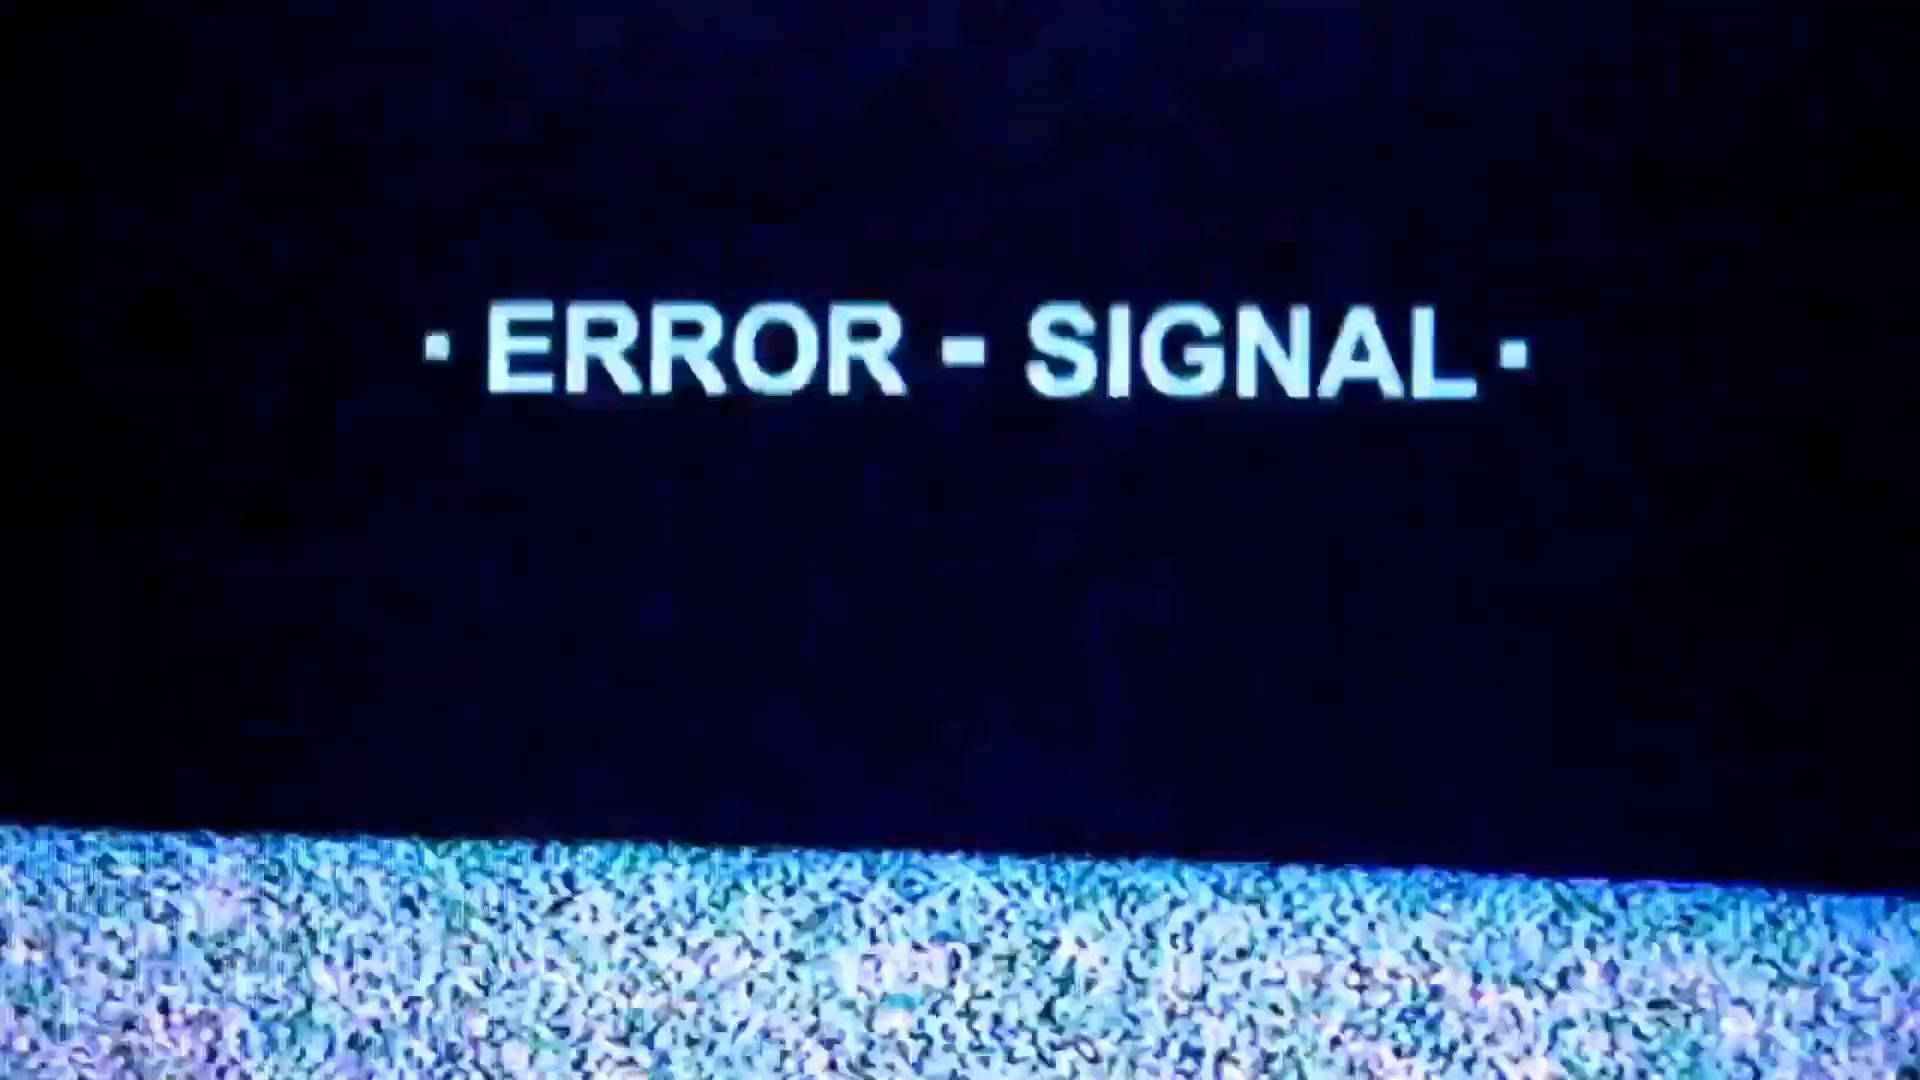 · ERROR - SIGNAL ·